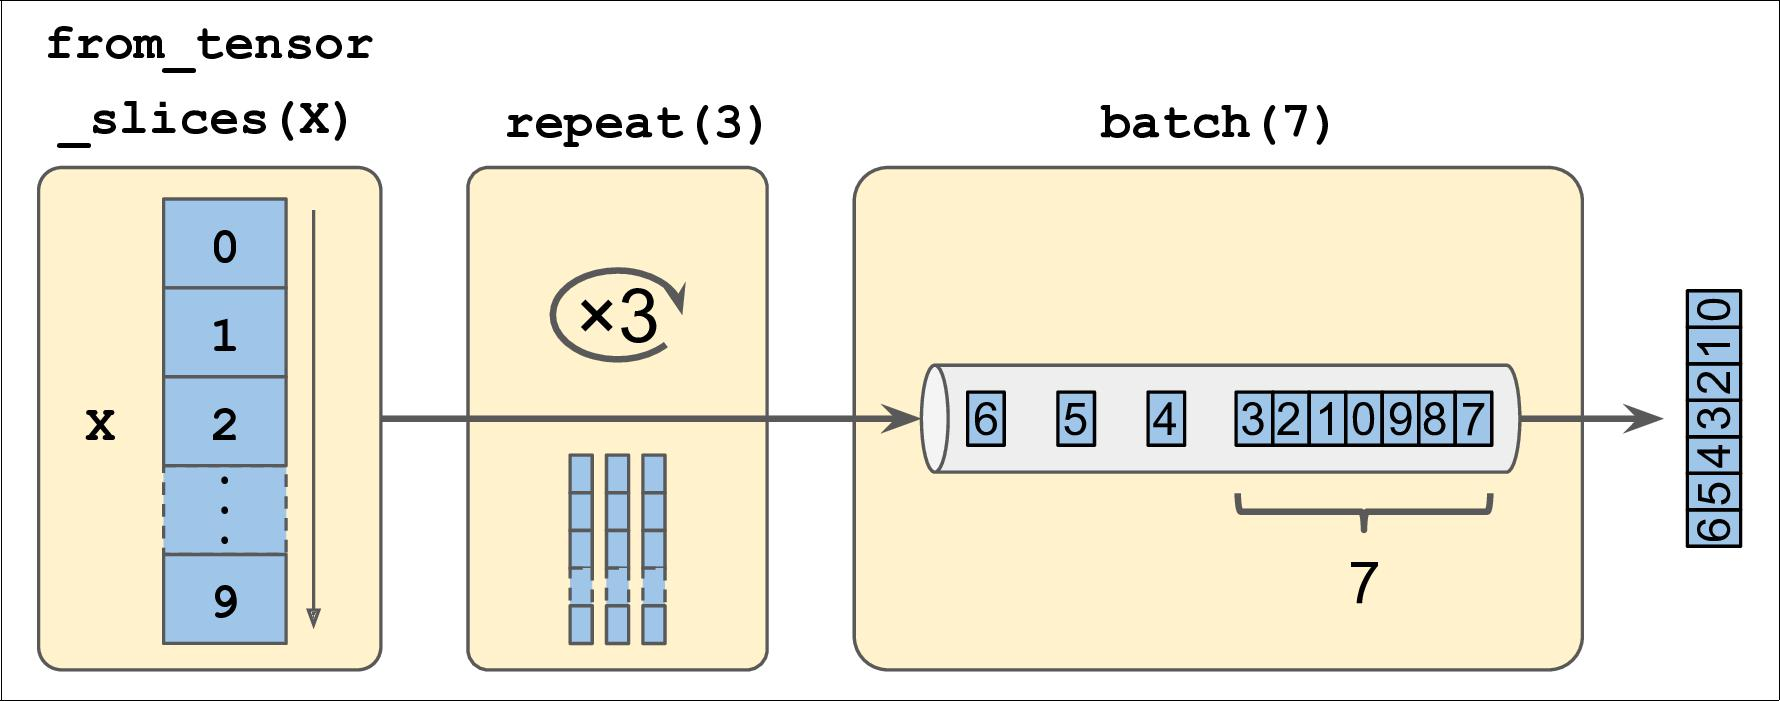 from_tensor
_slices(X)
repeat(3)
batch(7)
X
0
1
2
⋮
9
×3
6 5 4 3 2 1 0 9 8 7
7
0
1
2
3
4
5
6